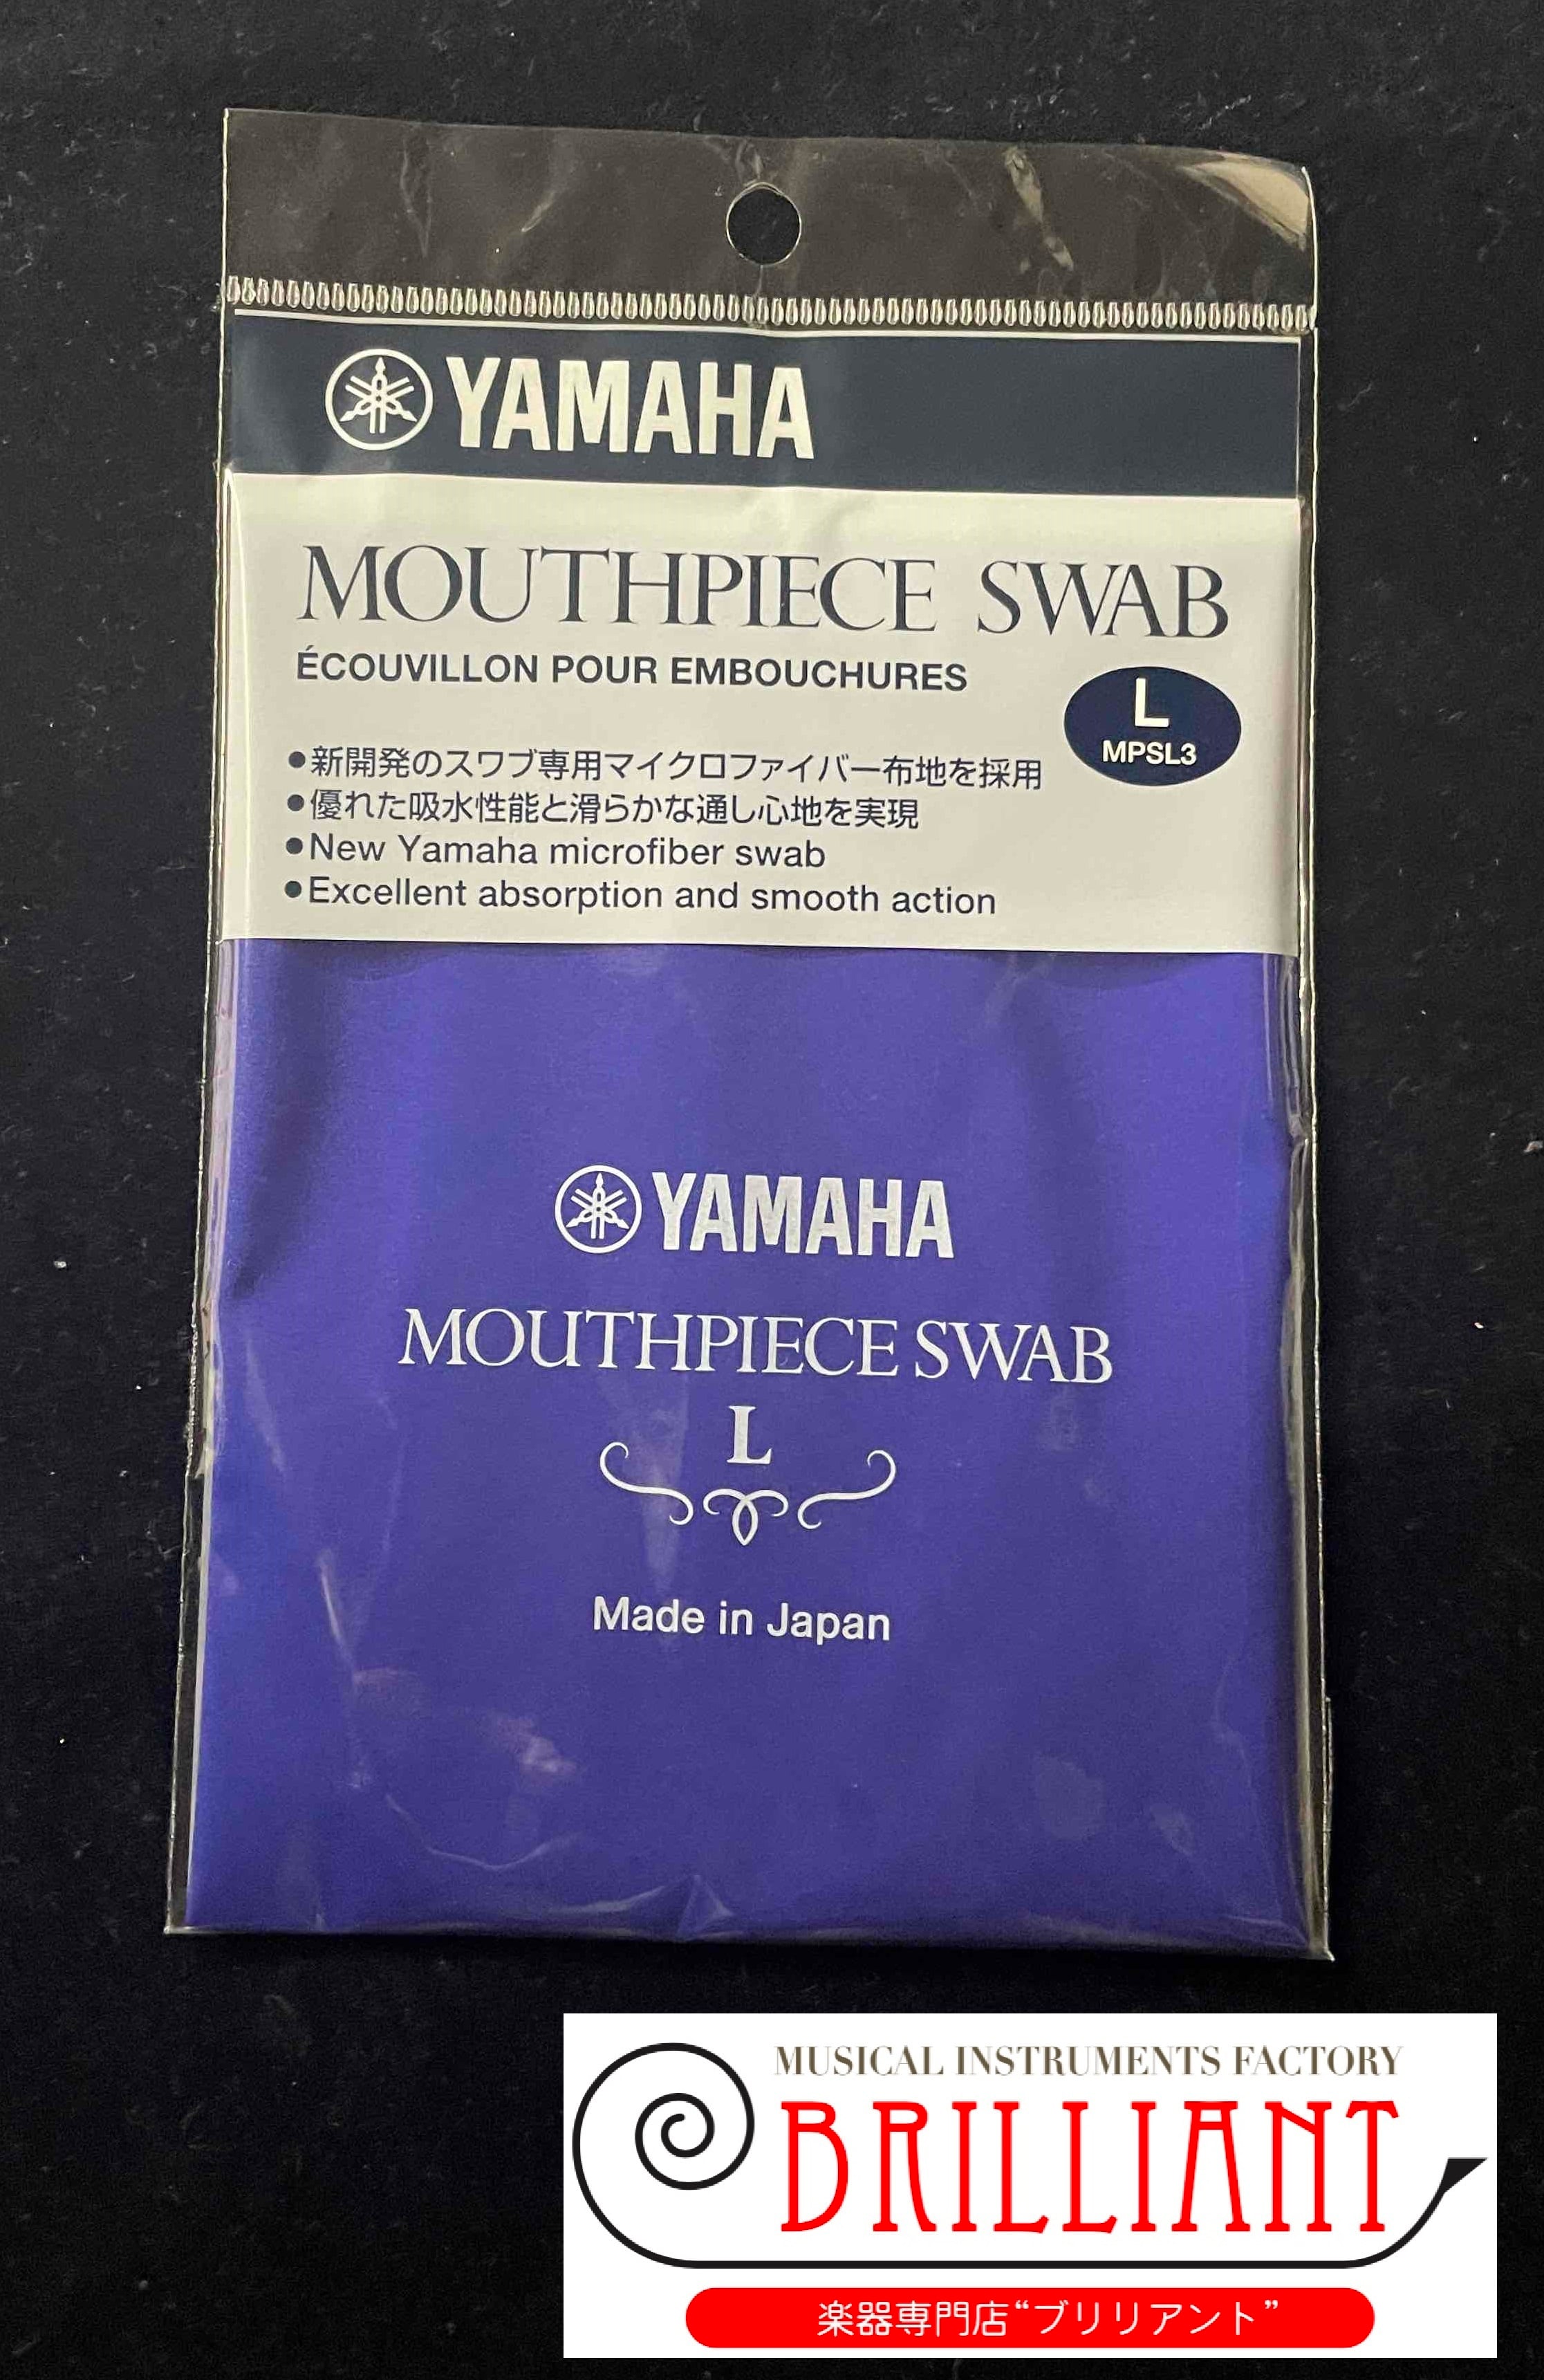 YAMAHA
MOUTHPIECE SWAB
ÉCOUVILLON POUR EMBOUCHURES
L
MPSL3
●新開発のスワブ専用マイクロファイバー布地を採用
●優れた吸水性能と滑らかな通し心地を実現
●New Yamaha microfiber swab
●Excellent absorption and smooth action
YAMAHA
MOUTHPIECE SWAB
L
Made in Japan
MUSICAL INSTRUMENTS FACTORY
BRILLIANT
楽器専門店“ブリリアント”